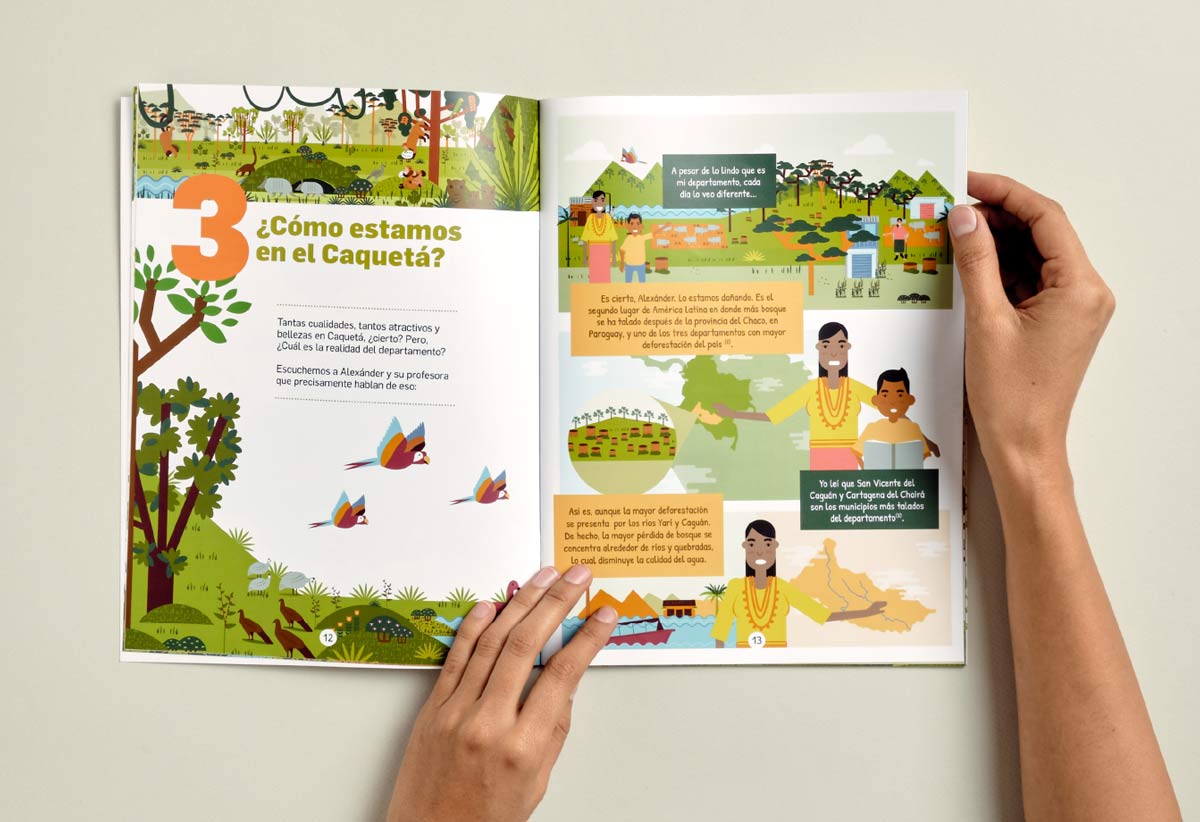 3
¿Cómo estamos
en el Caquetá?
Tantas cualidades, tantos atractivos y
bellezas en Caquetá, ¿cierto? Pero,
¿Cuál es la realidad del departamento?
Escuchemos a Alexánder y su profesora
que precisamente hablan de eso:
12
A pesar de lo lindo que es
mi departamento, cada
día lo veo diferente...
Es cierto, Alexánder. Lo estamos dañando. Es el
segundo lugar de América Latina en donde más bosque
se ha talado después de la provincia del Chaco, en
Paraguay, y uno de los tres departamentos con mayor
deforestación del país (1).
Yo leí que San Vicente del
Caguán y Cartagena del Chairá
son los municipios más talados
del departamento(3).
Así es, aunque la mayor deforestación
se presenta por los ríos Yarí y Caguán.
De hecho, la mayor pérdida de bosque se
concentra alrededor de ríos y quebradas,
lo cual disminuye la calidad del agua.
13